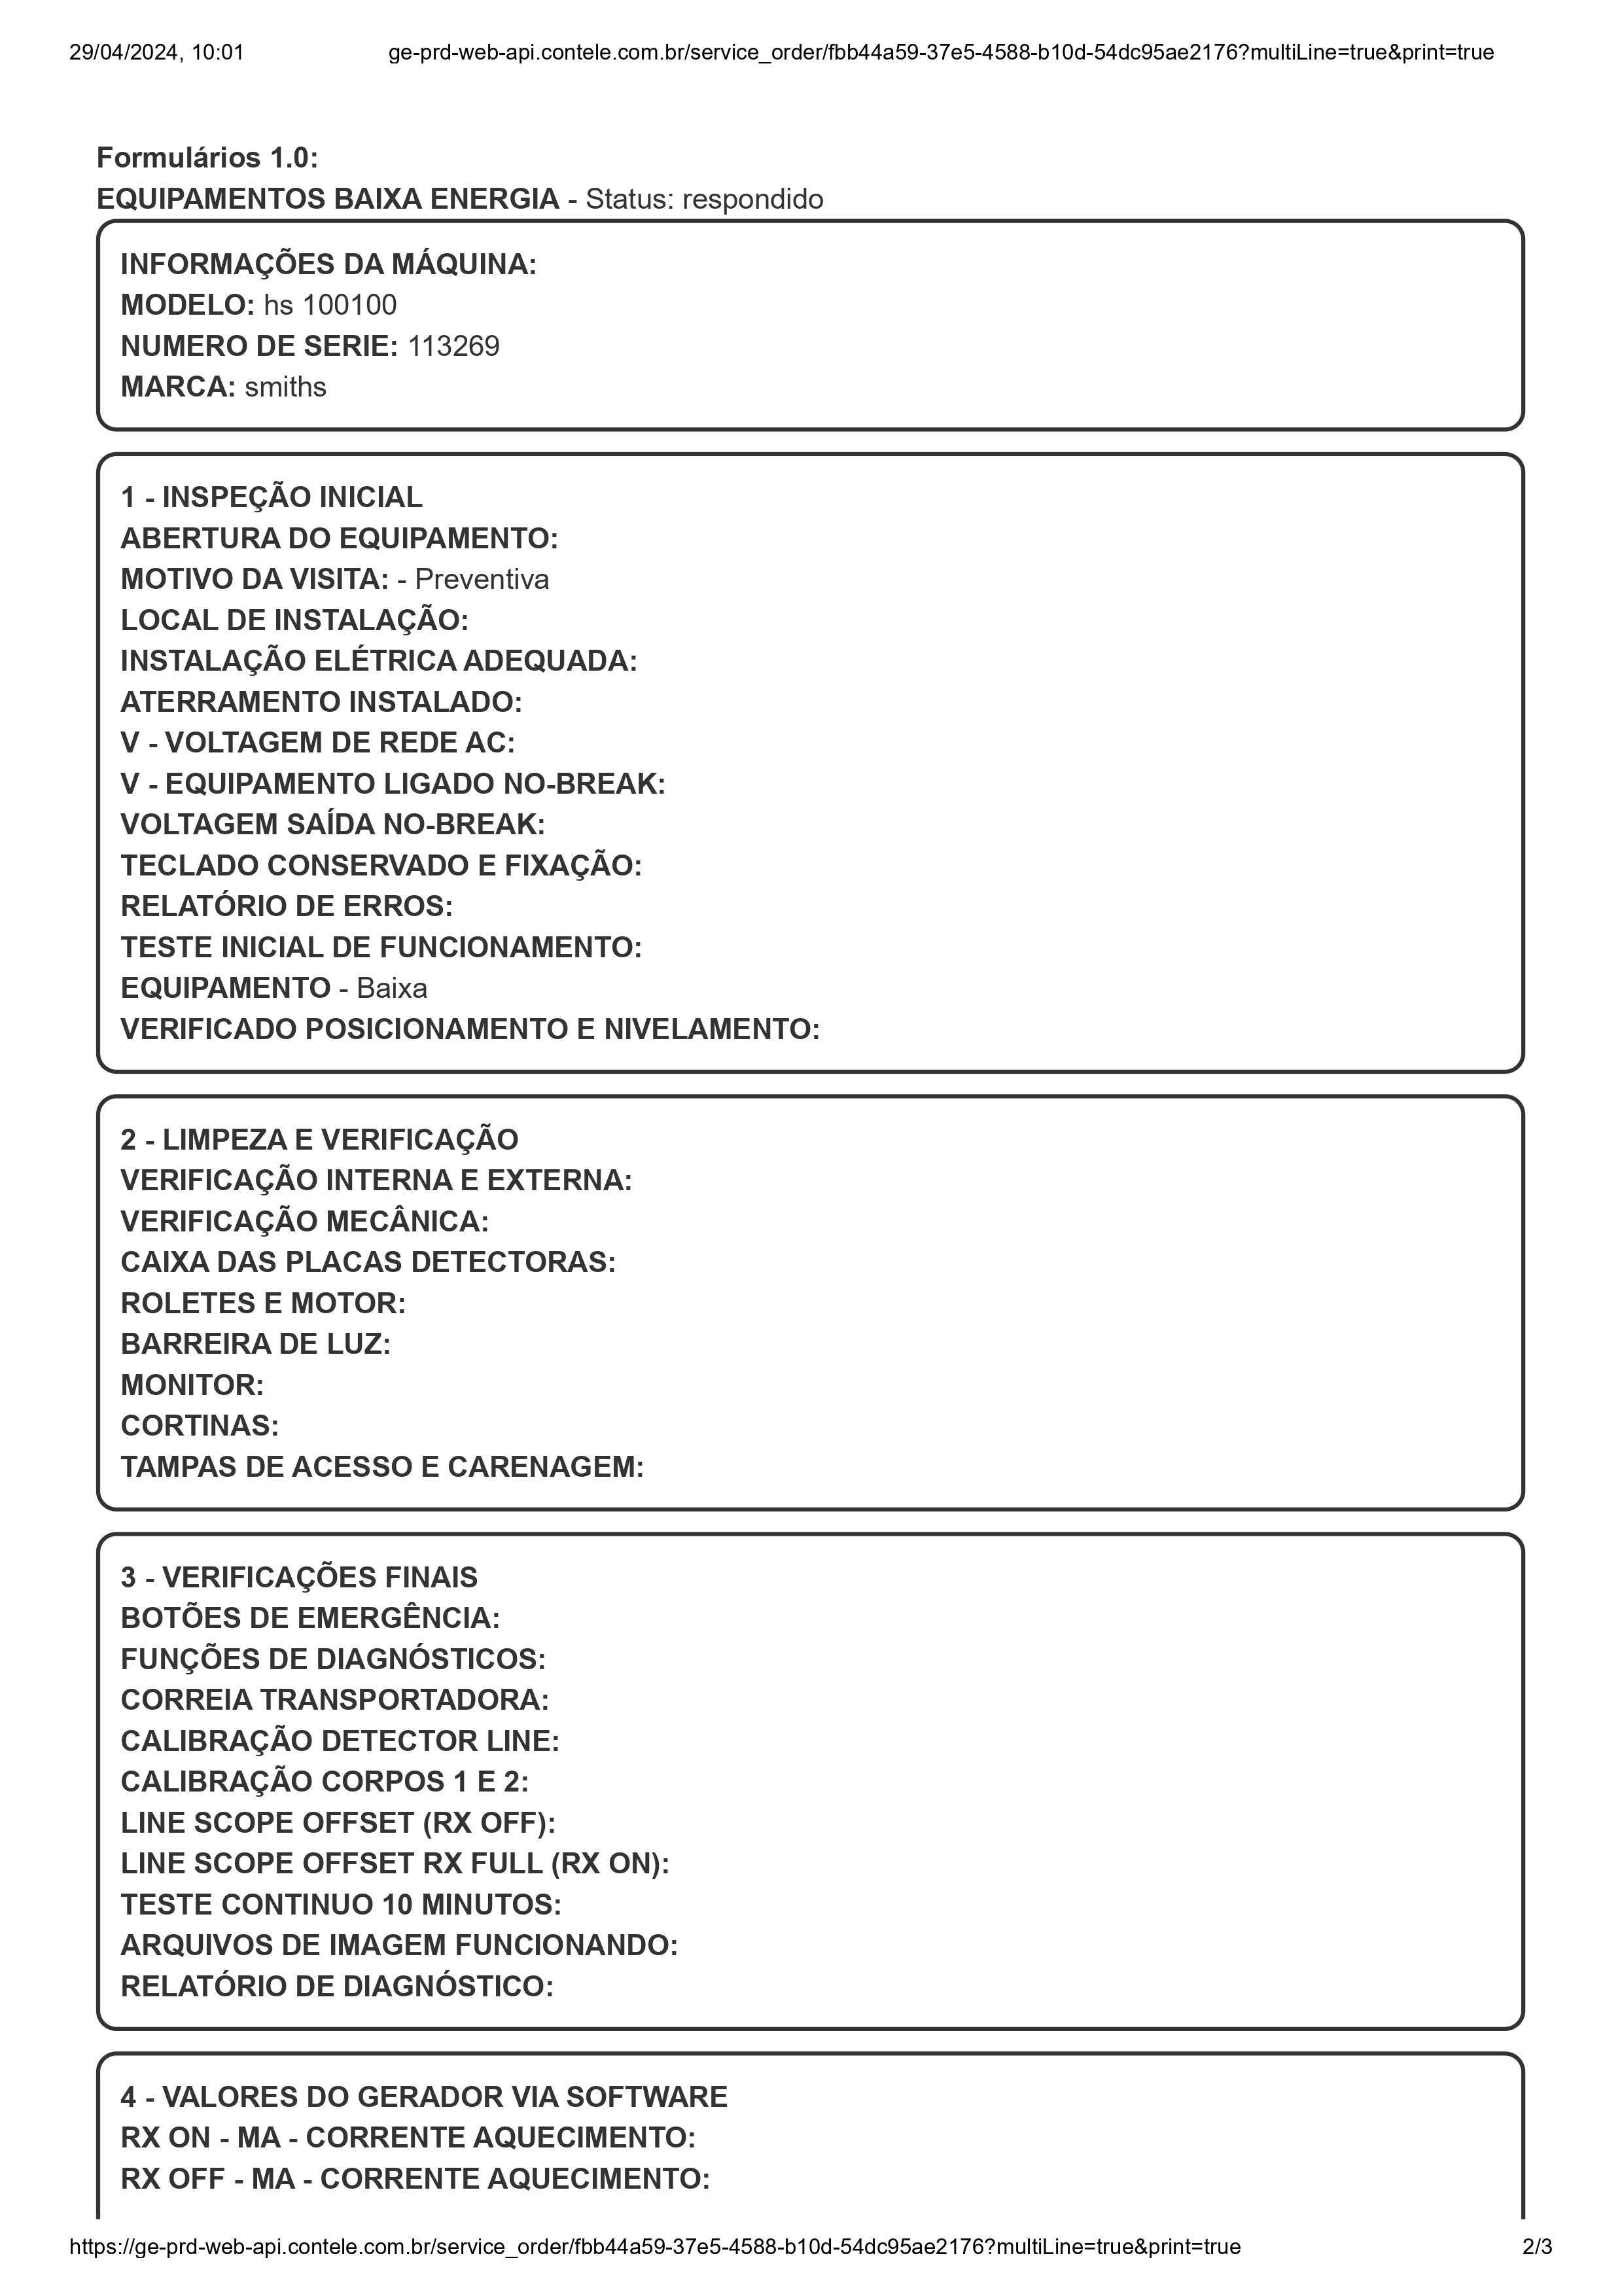 29/04/2024, 10:01 ge-prd-web-api.contele.com.br/service_order/fbb44a59-37e5-4588-b10d-54dc95ae2176?multiLine=true&print=true
Formulários 1.0:
EQUIPAMENTOS BAIXA ENERGIA - Status: respondido
INFORMAÇÕES DA MÁQUINA:
MODELO: hs 100100
NUMERO DE SERIE: 113269
MARCA: smiths
1 - INSPEÇÃO INICIAL
ABERTURA DO EQUIPAMENTO:
MOTIVO DA VISITA: - Preventiva
LOCAL DE INSTALAÇÃO:
INSTALAÇÃO ELÉTRICA ADEQUADA:
ATERRAMENTO INSTALADO:
V - VOLTAGEM DE REDE AC:
V - EQUIPAMENTO LIGADO NO-BREAK:
VOLTAGEM SAÍDA NO-BREAK:
TECLADO CONSERVADO E FIXAÇÃO:
RELATÓRIO DE ERROS:
TESTE INICIAL DE FUNCIONAMENTO:
EQUIPAMENTO - Baixa
VERIFICADO POSICIONAMENTO E NIVELAMENTO:
2 - LIMPEZA E VERIFICAÇÃO
VERIFICAÇÃO INTERNA E EXTERNA:
VERIFICAÇÃO MECÂNICA:
CAIXA DAS PLACAS DETECTORAS:
ROLETES E MOTOR:
BARREIRA DE LUZ:
MONITOR:
CORTINAS:
TAMPAS DE ACESSO E CARENAGEM:
3 - VERIFICAÇÕES FINAIS
BOTÕES DE EMERGÊNCIA:
FUNÇÕES DE DIAGNÓSTICOS:
CORREIA TRANSPORTADORA:
CALIBRAÇÃO DETECTOR LINE:
CALIBRAÇÃO CORPOS 1 E 2:
LINE SCOPE OFFSET (RX OFF):
LINE SCOPE OFFSET RX FULL (RX ON):
TESTE CONTINUO 10 MINUTOS:
ARQUIVOS DE IMAGEM FUNCIONANDO:
RELATÓRIO DE DIAGNÓSTICO:
4 - VALORES DO GERADOR VIA SOFTWARE
RX ON - MA - CORRENTE AQUECIMENTO:
RX OFF - MA - CORRENTE AQUECIMENTO:
https://ge-prd-web-api.contele.com.br/service_order/fbb44a59-37e5-4588-b10d-54dc95ae2176?multiLine=true&print=true 2/3